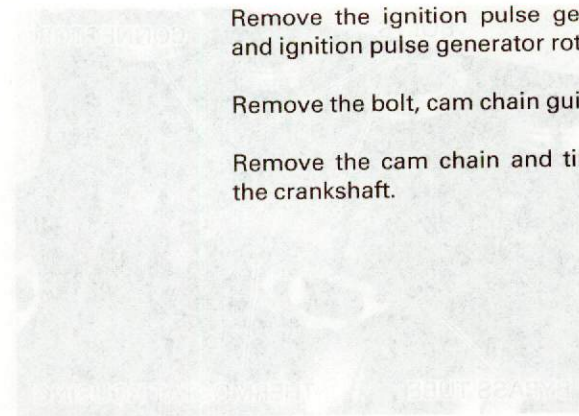 Remove the ignition pulse ge
and ignition pulse generator rot
Remove the bolt, cam chain gui
Remove the cam chain and ti
the crankshaft.